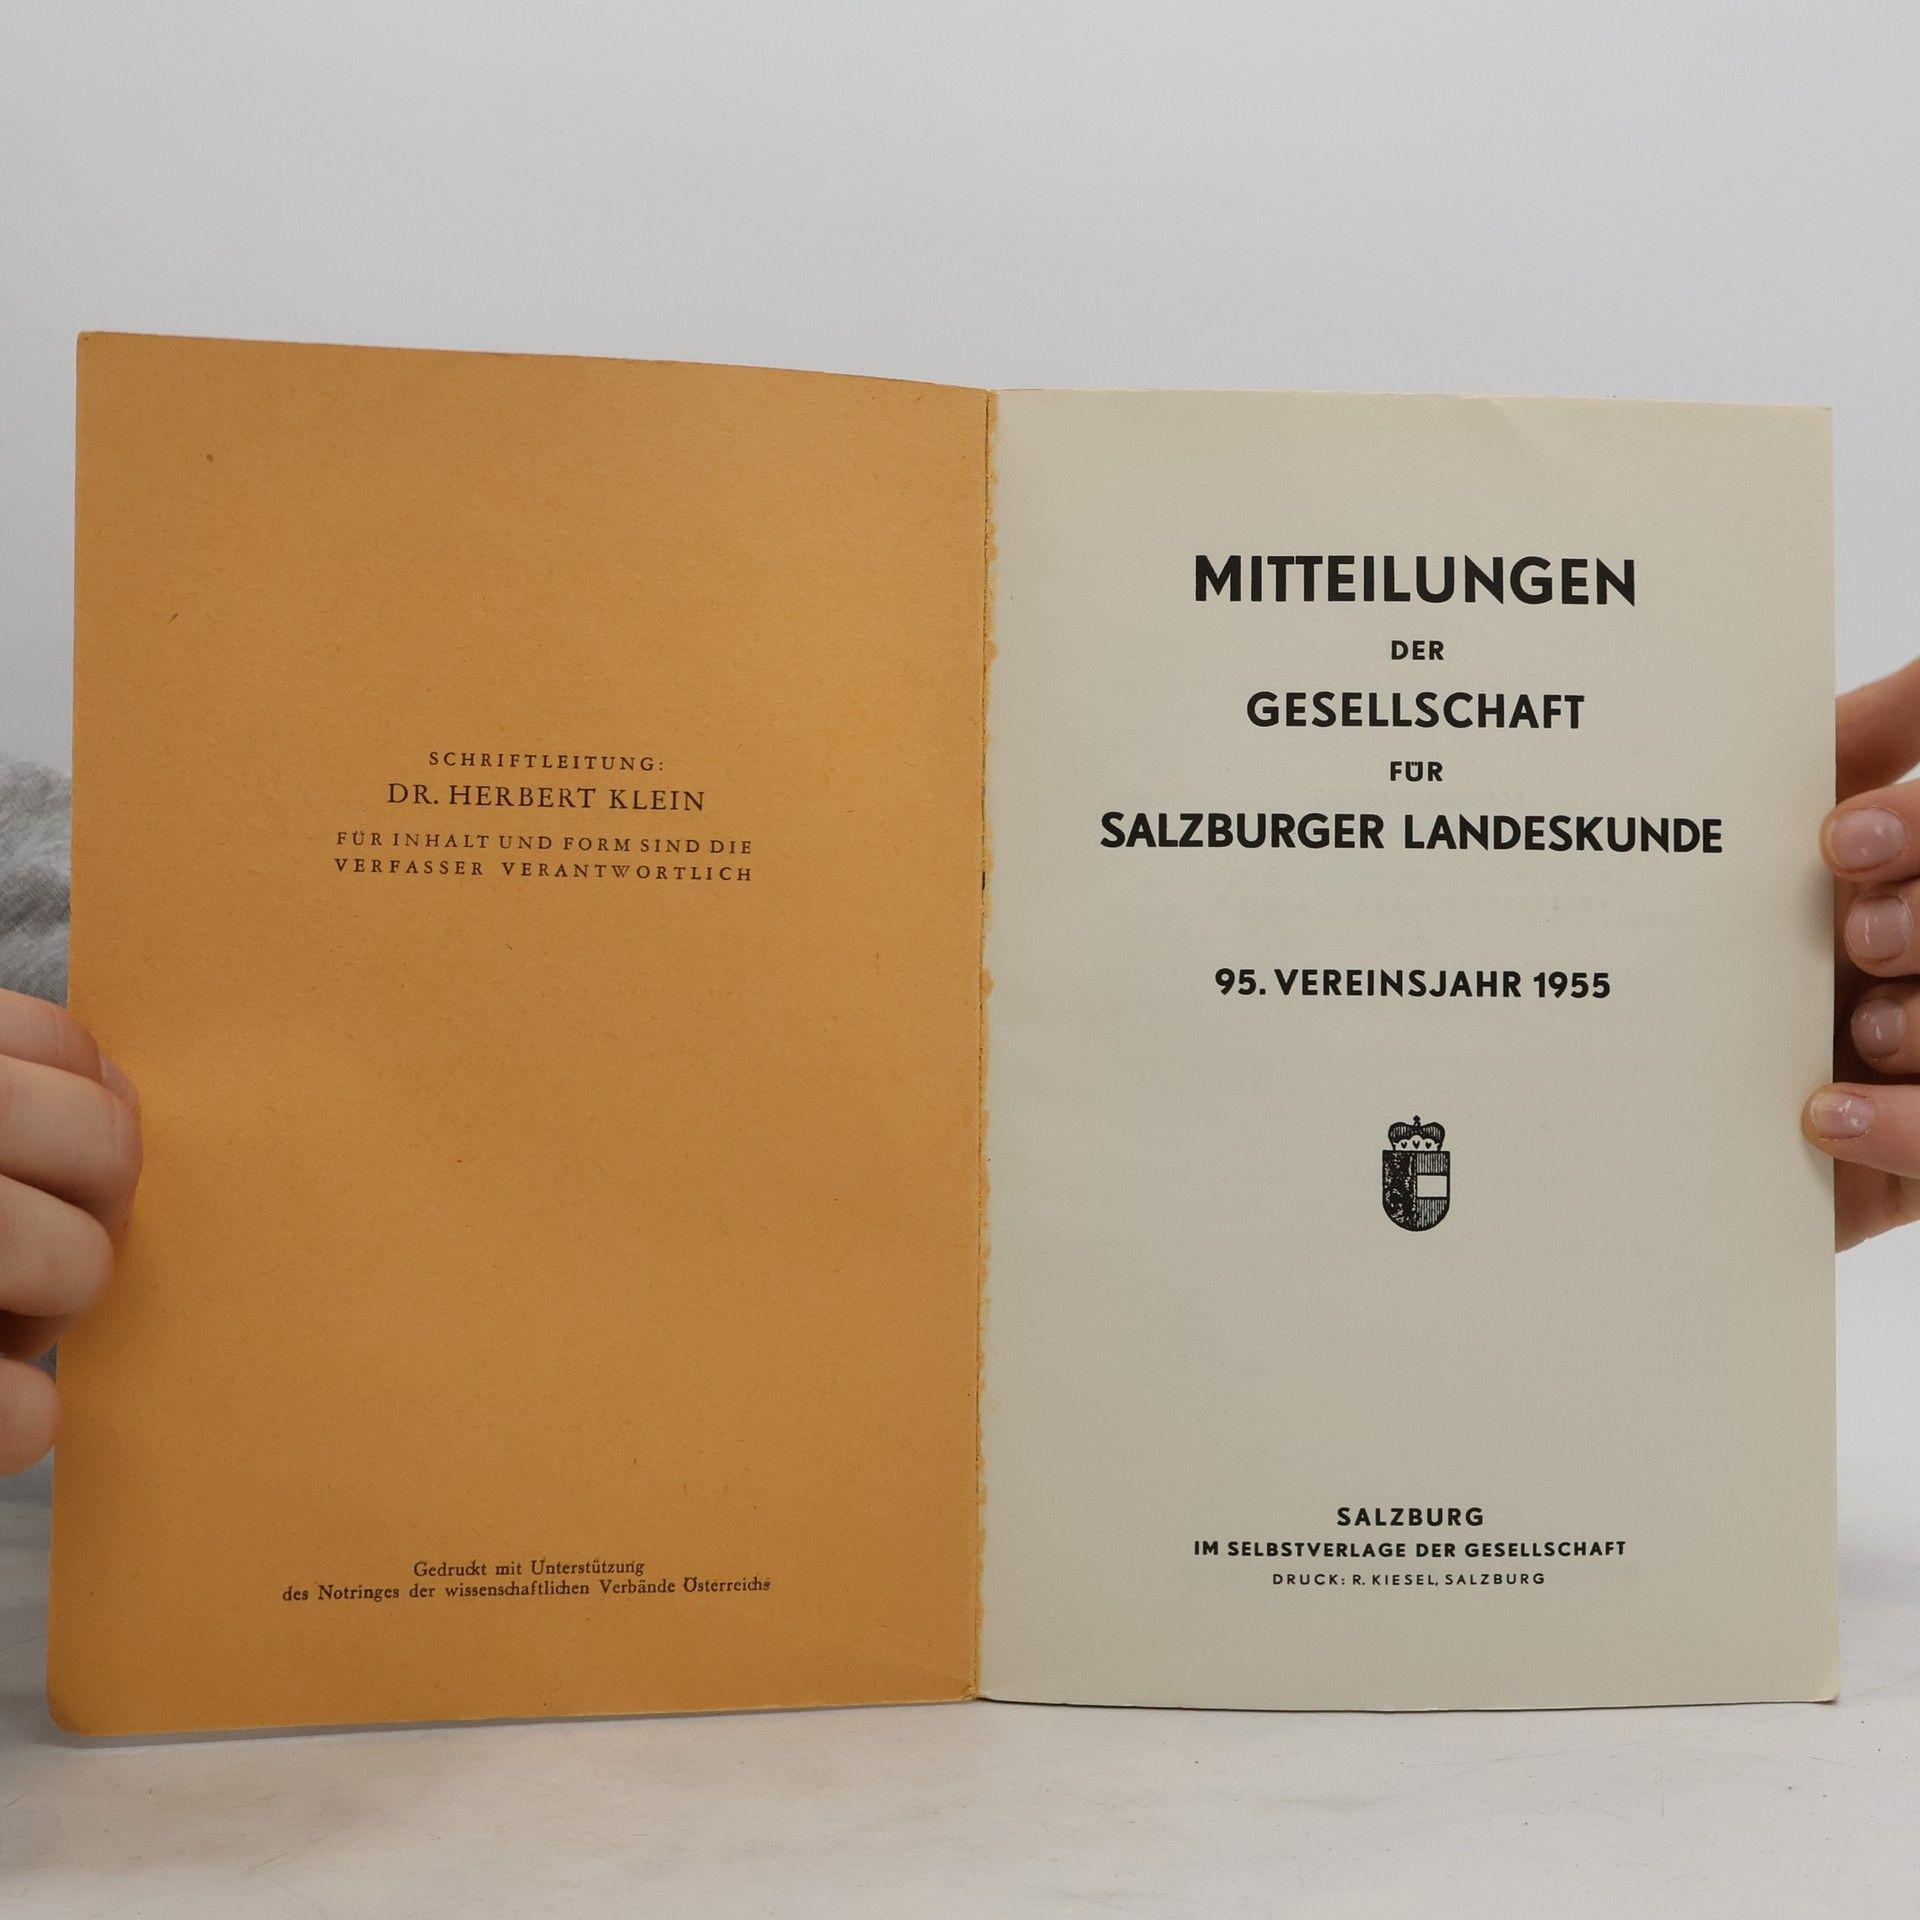 SCHRIFTLEITUNG:
DR. HERBERT KLEIN
FÜR INHALT UND FORM SIND DIE
VERFASSER VERANTWORTLICH
Gedruckt mit Unterstützung
des Notringes der wissenschaftlichen Verbände Österreichs
MITTEILUNGEN
DER
GESELLSCHAFT
FÜR
SALZBURGER LANDESKUNDE
95. VEREINSJAHR 1955
SALZBURG
IM SELBSTVERLAGE DER GESELLSCHAFT
DRUCK: R. KIESEL, SALZBURG